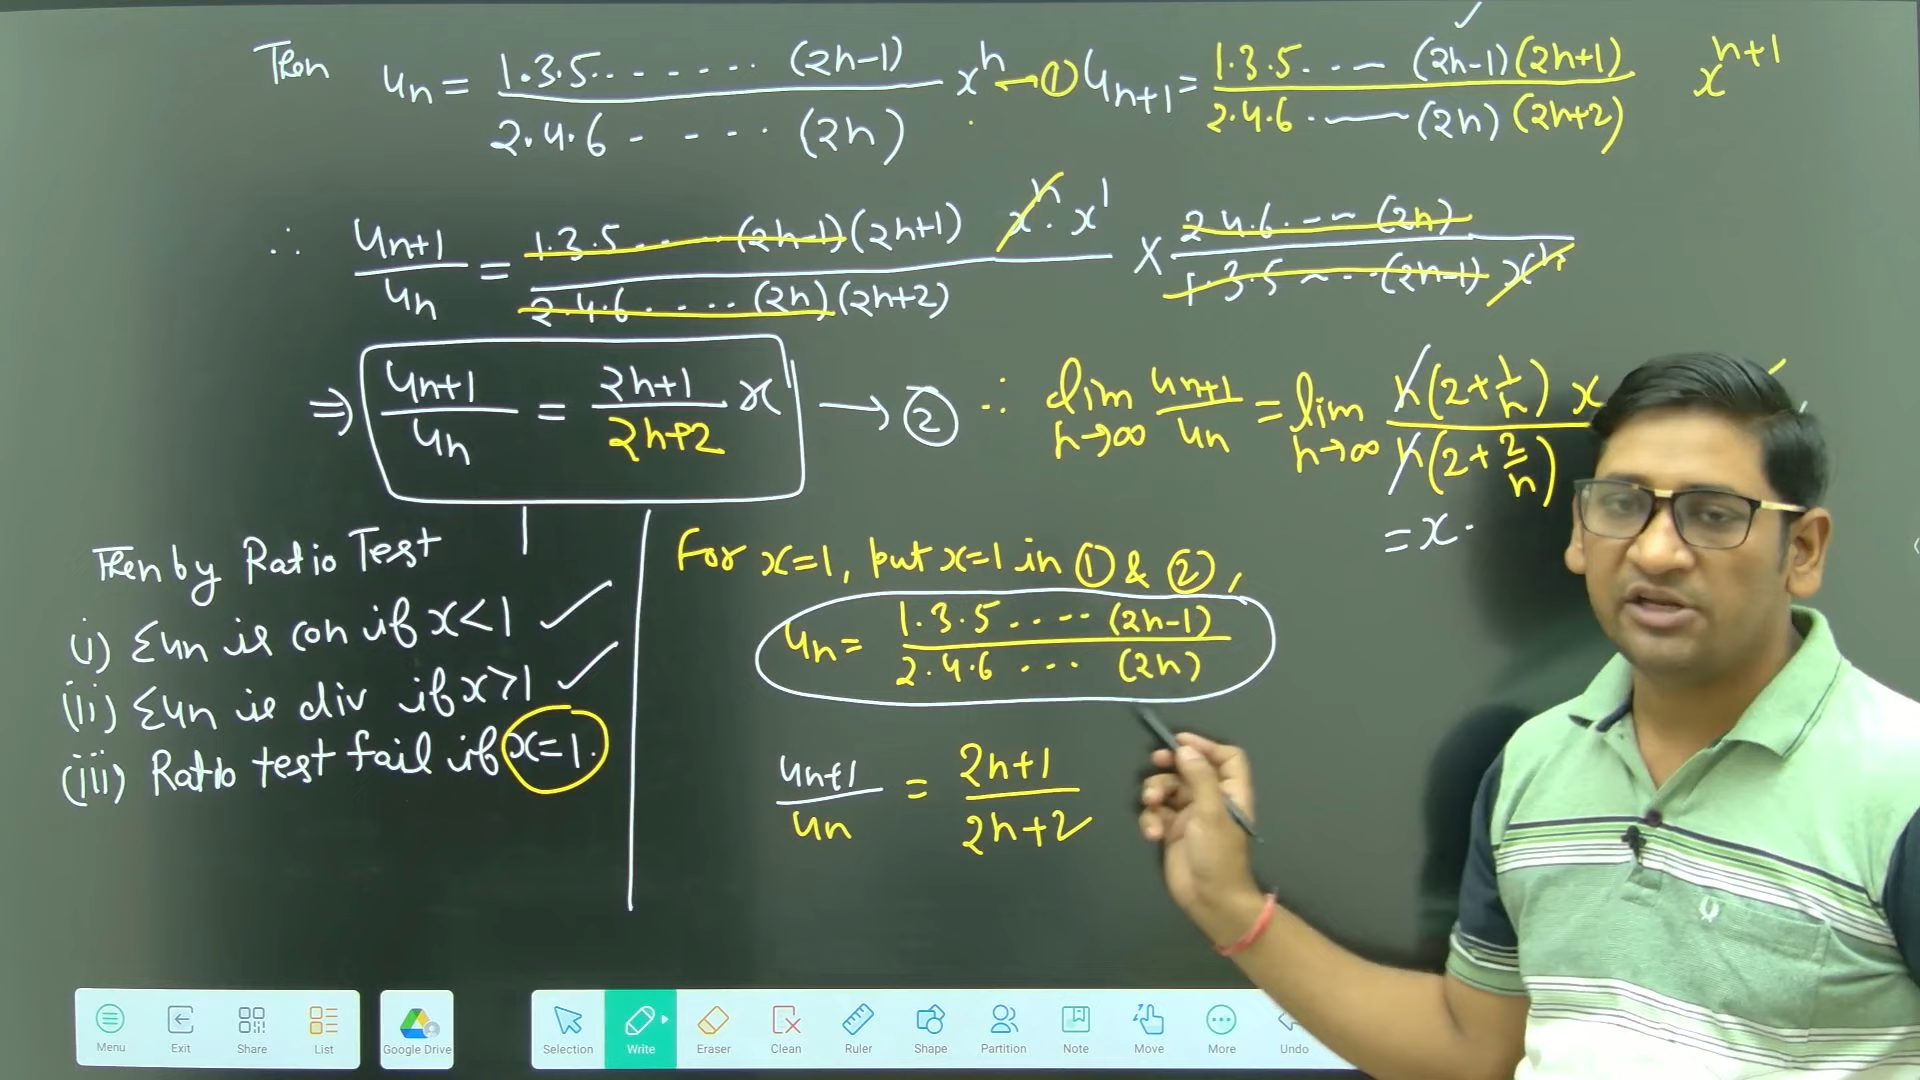 Then uₙ = 1.3.5....... (2n-1) / 2.4.6 - - - - . (2n) xⁿ → ① uₙ₊₁ = 1.3.5. . - — (2n-1)(2n+1) / 2.4.6 . —— (2n) (2n+2) xⁿ⁺¹
∴ uₙ₊₁/uₙ = 1.3.5. . . . . (2n-1)(2n+1) xⁿ . x¹ / 2.4.6. . . . . (2n)(2n+2) × 2 4.6. - - ~ (2n) / 1.3.5 ~ - . (2n-1) xⁿ
⇒ uₙ₊₁/uₙ = 2n+1 / 2n+2 x → ② ∴ lim n→∞ uₙ₊₁/uₙ = lim n→∞ n(2+1/n) x / n(2+2/n)
= x .
Then by Ratio Test
(i) Σuₙ is con if x<1 ✓
(ii) Σuₙ is div if x>1 ✓
(iii) Ratio test fail if x=1.
For x=1, put x=1 in ① & ②,
uₙ = 1.3.5 .... (2n-1) / 2.4.6 ... (2n)
uₙ₊₁/uₙ = 2n+1 / 2n+2
Menu Exit Share List Google Drive Selection Write Eraser Clean Ruler Shape Partition Note Move More Undo